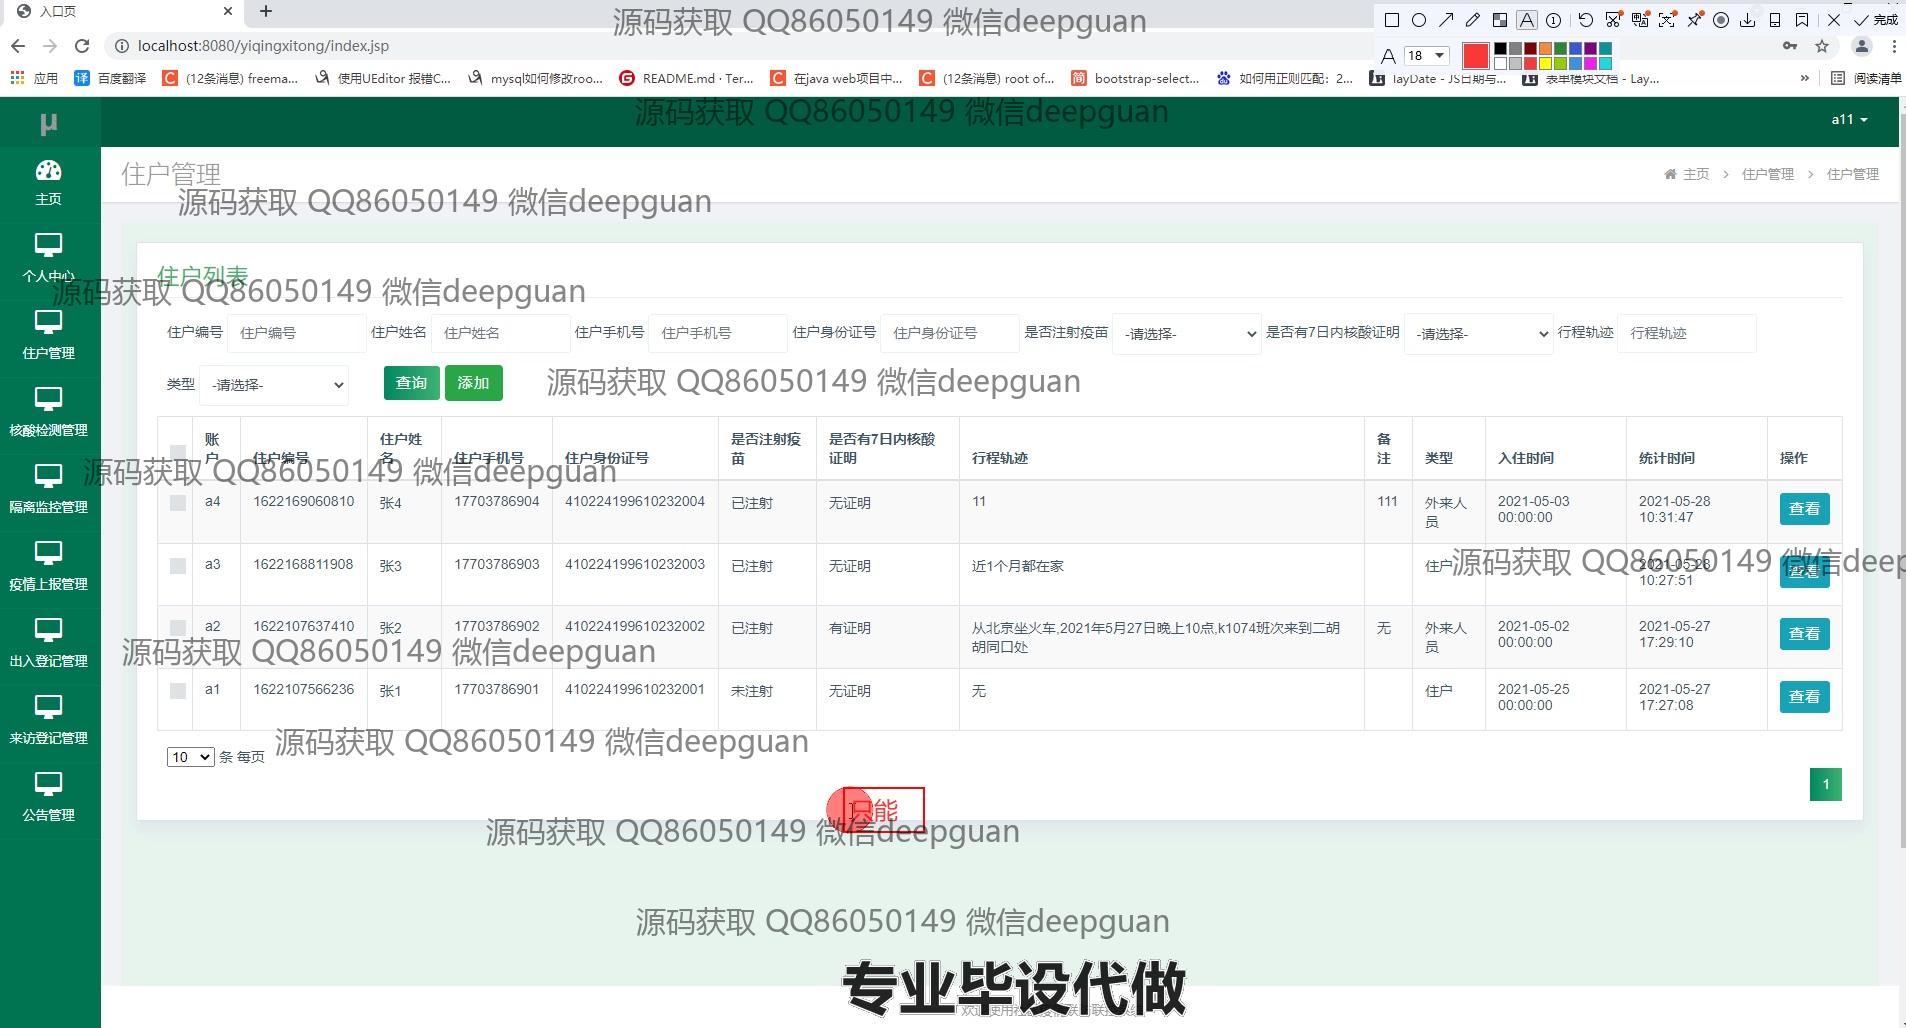 入口页
源码获取 QQ86050149 微信deepguan
完成
localhost:8080/yiqingxitong/index.jsp
18
应用
百度翻译
(12条消息) freema...
使用UEditor 报错C...
mysql如何修改roo...
README.md · Ter...
在java web项目中...
(12条消息) root of...
bootstrap-select...
如何用正则匹配：2...
layDate - JS日期与...
表单模块文档 - Lay...
阅读清单
源码获取 QQ86050149 微信deepguan
μ
a11
主页
个人中心
住户管理
核酸检测管理
隔离监控管理
疫情上报管理
出入登记管理
来访登记管理
公告管理
住户管理
主页 > 住户管理 > 住户管理
源码获取 QQ86050149 微信deepguan
住户列表
源码获取 QQ86050149 微信deepguan
住户编号 住户编号 住户姓名 住户姓名 住户手机号 住户手机号 住户身份证号 住户身份证号 是否注射疫苗 -请选择- 是否有7日内核酸证明 -请选择- 行程轨迹 行程轨迹
类型 -请选择- 查询 添加
源码获取 QQ86050149 微信deepguan
账户 住户编号 住户姓名 住户手机号 住户身份证号 是否注射疫苗 是否有7日内核酸证明 行程轨迹 备注 类型 入住时间 统计时间 操作
源码获取 QQ86050149 微信deepguan
a4 1622169060810 张4 17703786904 410224199610232004 已注射 无证明 11 111 外来人员 2021-05-03 00:00:00 2021-05-28 10:31:47 查看
a3 1622168811908 张3 17703786903 410224199610232003 已注射 无证明 近1个月都在家 住户 2021-05-28 10:27:51 查看
源码获取 QQ86050149 微信deep
a2 1622107637410 张2 17703786902 410224199610232002 已注射 有证明 从北京坐火车,2021年5月27日晚上10点,k1074班次来到二胡胡同口处 无 外来人员 2021-05-02 00:00:00 2021-05-27 17:29:10 查看
源码获取 QQ86050149 微信deepguan
a1 1622107566236 张1 17703786901 410224199610232001 未注射 无证明 无 住户 2021-05-25 00:00:00 2021-05-27 17:27:08 查看
10 条 每页
源码获取 QQ86050149 微信deepguan
1
只能
源码获取 QQ86050149 微信deepguan
源码获取 QQ86050149 微信deepguan
专业毕设代做